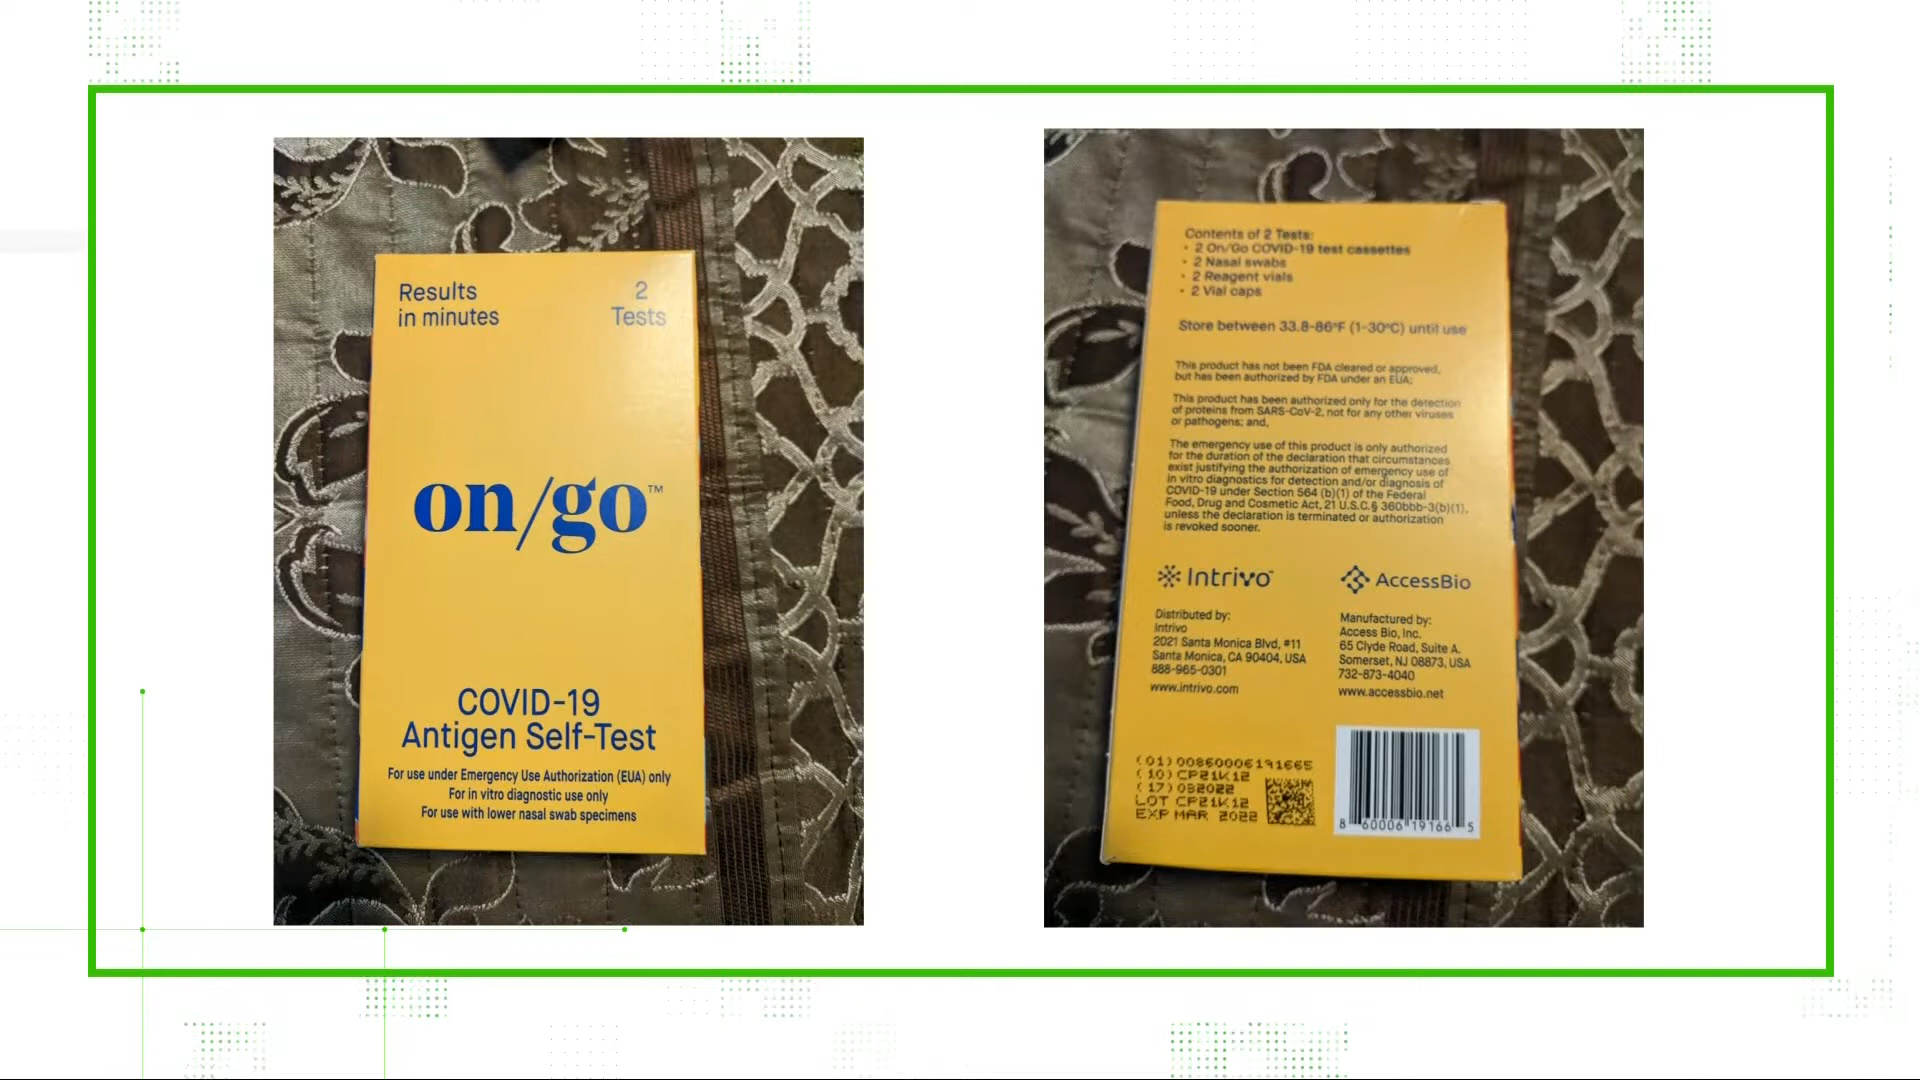 Results
in minutes
2
Tests
on/go™
COVID-19
Antigen Self-Test
For use under Emergency Use Authorization (EUA) only
For in vitro diagnostic use only
For use with lower nasal swab specimens
Contents of 2 Tests:
• 2 On/Go COVID-19 test cassettes
• 2 Nasal swabs
• 2 Reagent vials
• 2 Vial caps
Store between 33.8-86°F (1-30°C) until use
This product has not been FDA cleared or approved,
but has been authorized by FDA under an EUA;
This product has been authorized only for the detection
of proteins from SARS-CoV-2, not for any other viruses
or pathogens; and,
The emergency use of this product is only authorized
for the duration of the declaration that circumstances
exist justifying the authorization of emergency use of
in vitro diagnostics for detection and/or diagnosis of
COVID-19 under Section 564 (b)(1) of the Federal
Food, Drug and Cosmetic Act, 21 U.S.C.§ 360bbb-3(b)(1),
unless the declaration is terminated or authorization
is revoked sooner.
Intrivo™
Distributed by:
Intrivo
2021 Santa Monica Blvd, #11
Santa Monica, CA 90404, USA
888-965-0301
www.intrivo.com
AccessBio
Manufactured by:
Access Bio, Inc.
65 Clyde Road, Suite A.
Somerset, NJ 08873, USA
732-873-4040
www.accessbio.net
(01)00860006191665
(10)CP21K12
(17)032022
LOT CP21K12
EXP MAR 2022
8 60006 19166 5